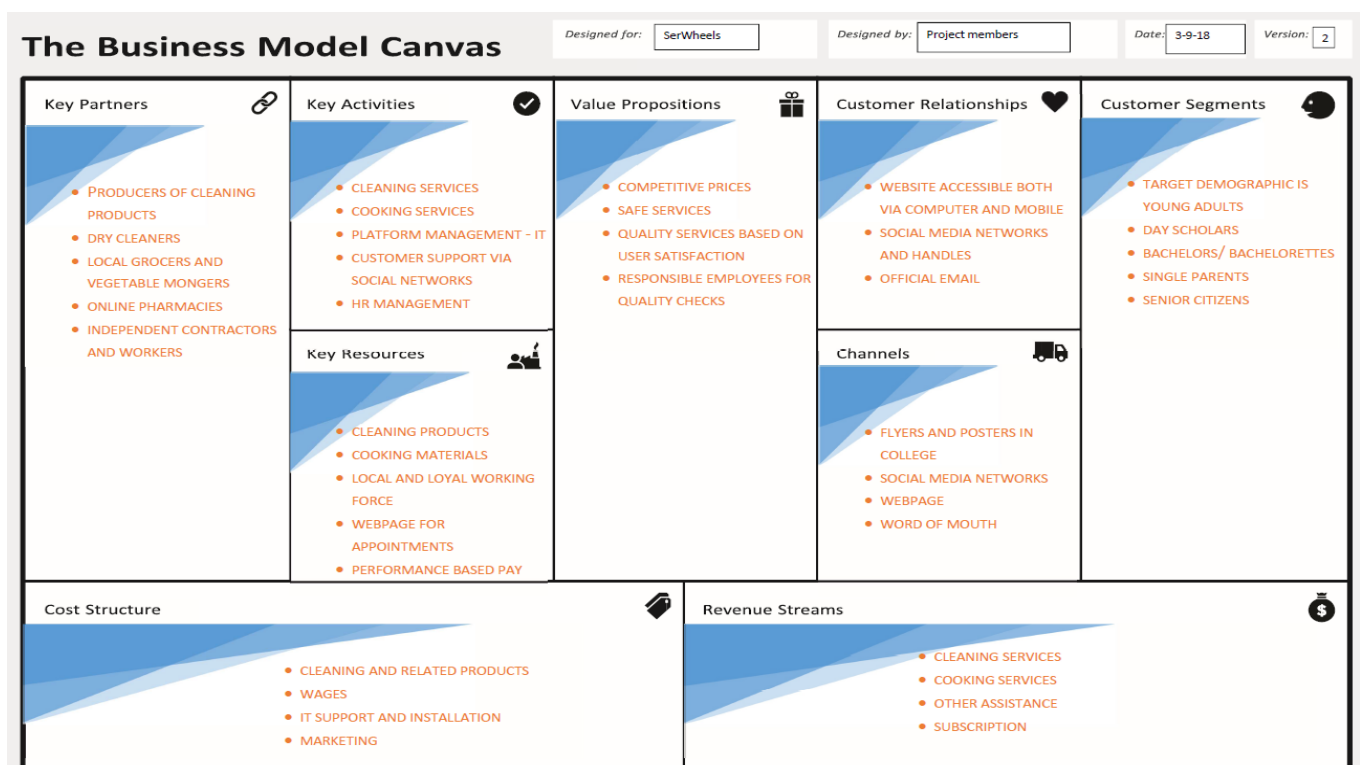 The Business Model Canvas
Designed for:
SerWheels
Designed by:
Project members
Date:
3-9-18
Version:
2
Key Partners
• PRODUCERS OF CLEANING
PRODUCTS
• DRY CLEANERS
• LOCAL GROCERS AND
VEGETABLE MONGERS
• ONLINE PHARMACIES
• INDEPENDENT CONTRACTORS
AND WORKERS
Key Activities
• CLEANING SERVICES
• COOKING SERVICES
• PLATFORM MANAGEMENT - IT
• CUSTOMER SUPPORT VIA
SOCIAL NETWORKS
• HR MANAGEMENT
Key Resources
• CLEANING PRODUCTS
• COOKING MATERIALS
• LOCAL AND LOYAL WORKING
FORCE
• WEBPAGE FOR
APPOINTMENTS
• PERFORMANCE BASED PAY
Value Propositions
• COMPETITIVE PRICES
• SAFE SERVICES
• QUALITY SERVICES BASED ON
USER SATISFACTION
• RESPONSIBLE EMPLOYEES FOR
QUALITY CHECKS
Customer Relationships
• WEBSITE ACCESSIBLE BOTH
VIA COMPUTER AND MOBILE
• SOCIAL MEDIA NETWORKS
AND HANDLES
• OFFICIAL EMAIL
Channels
• FLYERS AND POSTERS IN
COLLEGE
• SOCIAL MEDIA NETWORKS
• WEBPAGE
• WORD OF MOUTH
Customer Segments
• TARGET DEMOGRAPHIC IS
YOUNG ADULTS
• DAY SCHOLARS
• BACHELORS/ BACHELORETTES
• SINGLE PARENTS
• SENIOR CITIZENS
Cost Structure
• CLEANING AND RELATED PRODUCTS
• WAGES
• IT SUPPORT AND INSTALLATION
• MARKETING
Revenue Streams
$
• CLEANING SERVICES
• COOKING SERVICES
• OTHER ASSISTANCE
• SUBSCRIPTION